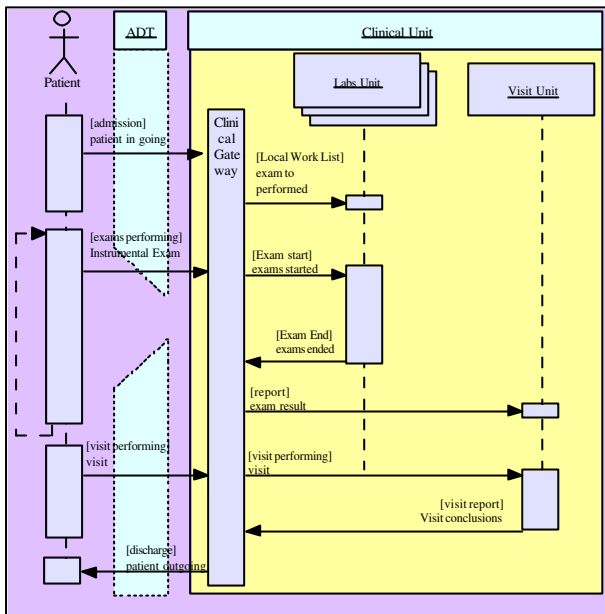 ADT
Clinical Unit
Patient
Labs Unit
Visit Unit
[admission]
patient in going
Clini
cal
Gate
way
[Local Work List]
exam to
performed
[exams performing]
Instrumental Exam
[Exam start]
exams started
[Exam End]
exams ended
[report]
exam result
[visit performing]
visit
[visit performing]
visit
[visit report]
Visit conclusions
[discharge]
patient outgoing